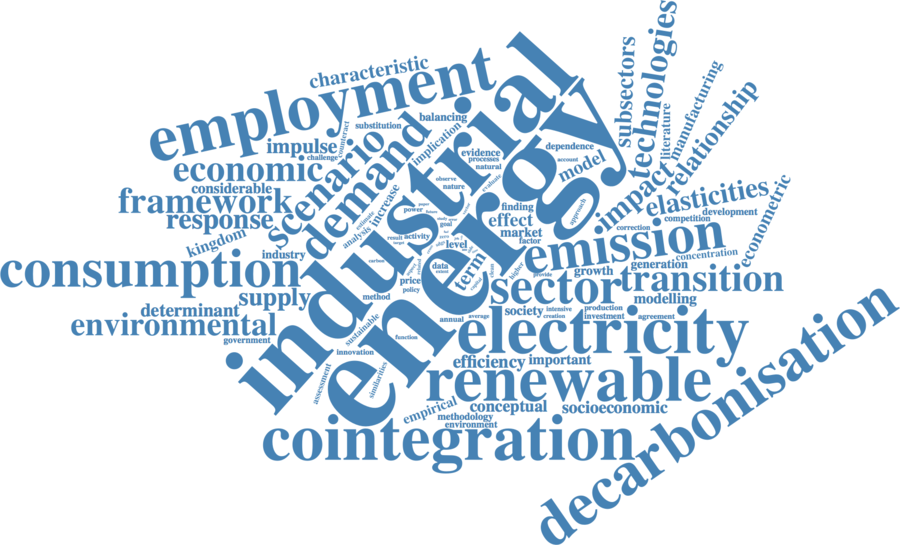 characteristic
employment
industrial
energy
technologies
subsectors
literature
manufacturing
relationship
balancing
substitution
counteract
impulse
challenge
scenario
demand
implication
economic
considerable
framework
response
kingdom
industry
estimate
analysis
increase
evidence
processes
natural
observe
nature
evaluate
dependence
account
model
approach
impact
elasticities
competition
development
correction
econometric
concentration
finding
effect
market
factor
emission
power
goal
result
activity
target
level
data
term
price
policy
carbon
method
higher
provide
growth
generation
consumption
supply
determinant
environmental
government
sector
transition
modelling
society
intensive
creation
production
investment
agreement
annual
average
sustainable
function
innovation
assessment
similarities
electricity
efficiency
important
renewable
empirical
conceptual
socioeconomic
methodology
environment
cointegration
decarbonisation